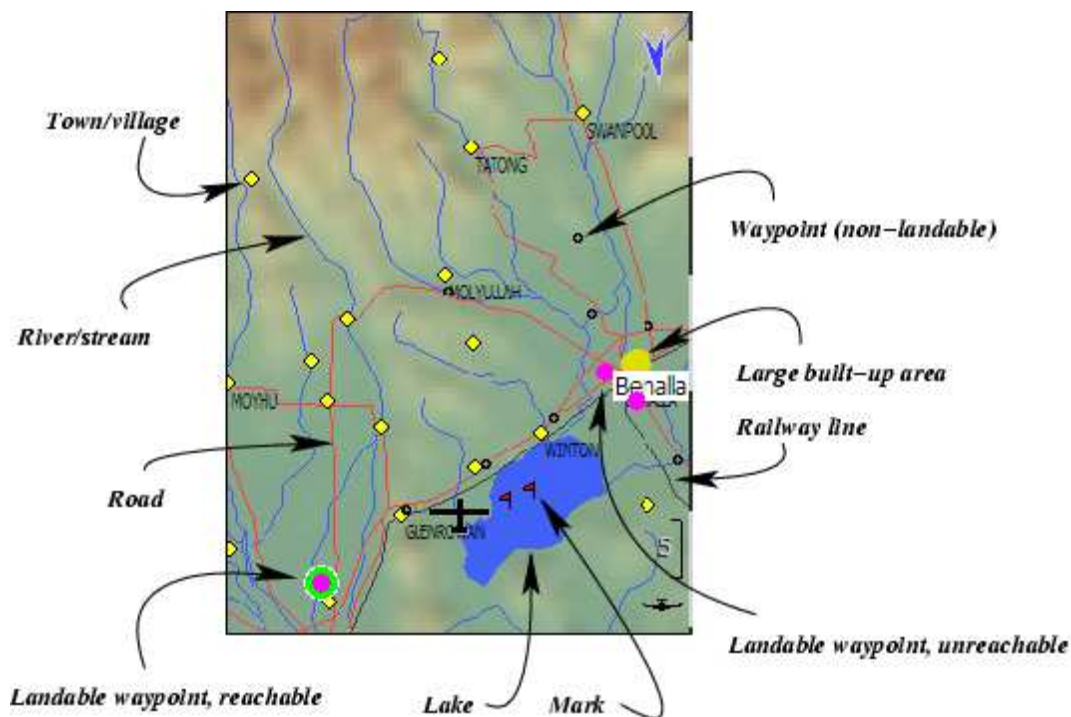 Town/village
SWANPOOL
TATONG
Waypoint (non-landable)
MOLYULLAH
River/stream
Large built-up area
Benalla
MOYHU
Railway line
WINTON
Road
GLENROWAN
5
Landable waypoint, unreachable
Landable waypoint, reachable
Lake
Mark